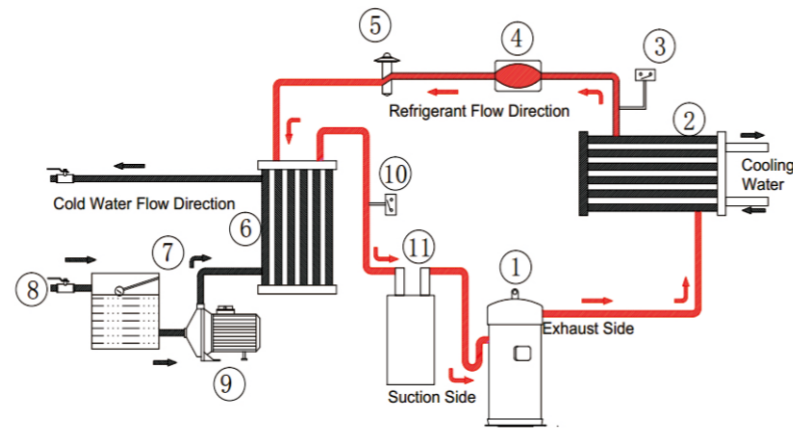 ⑤
④
③
Refrigerant Flow Direction
②
Cooling
Water
⑩
Cold Water Flow Direction
⑥
⑦
⑪
①
⑧
Exhaust Side
⑨
Suction Side